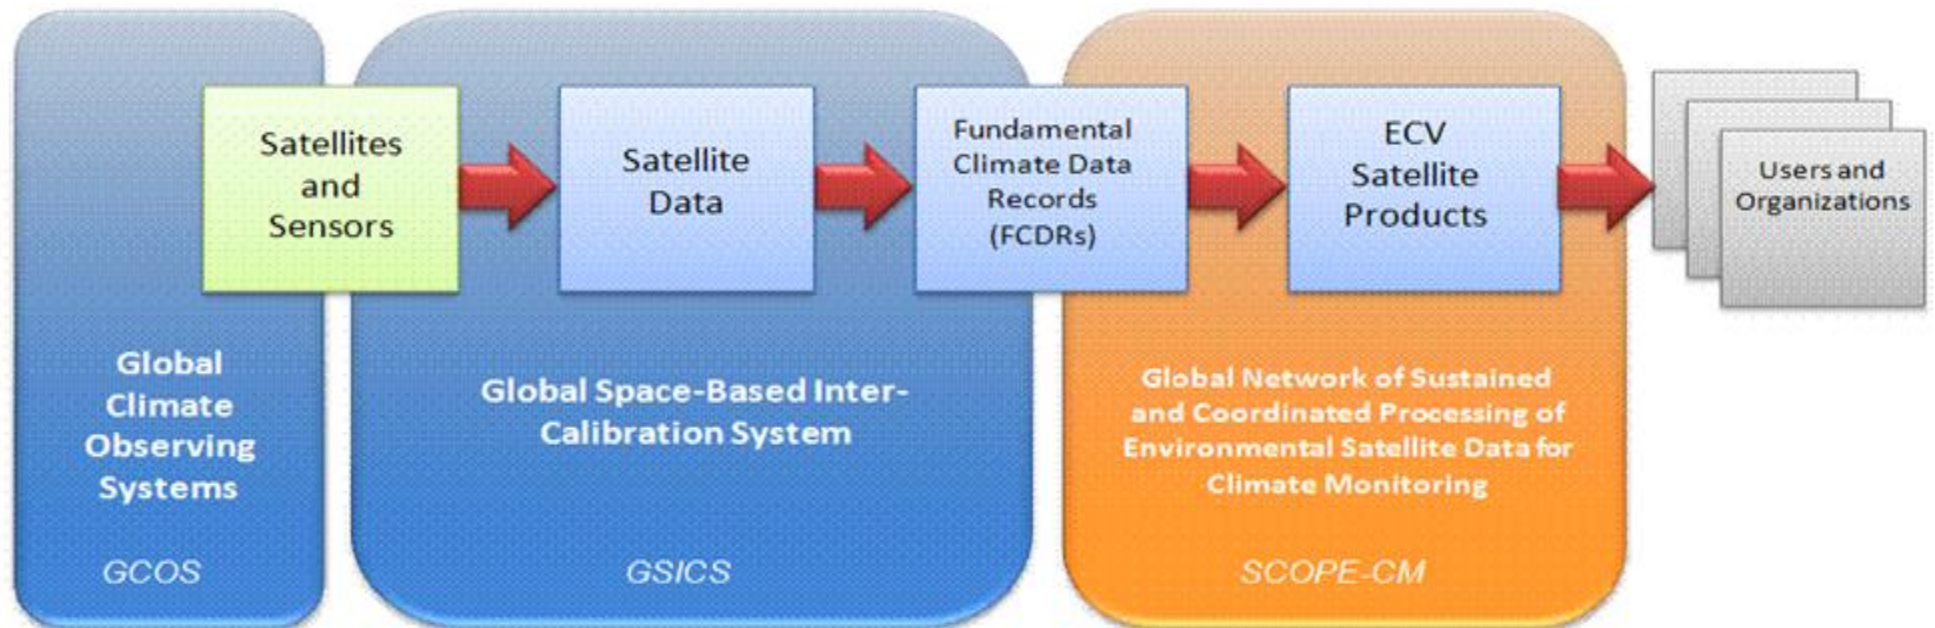 Satellites
and
Sensors
Satellite
Data
Fundamental
Climate Data
Records
(FCDRs)
ECV
Satellite
Products
Users and
Organizations
Global
Climate
Observing
Systems
GCOS
Global Space-Based Inter-
Calibration System
GSICS
Global Network of Sustained
and Coordinated Processing of
Environmental Satellite Data for
Climate Monitoring
SCOPE-CM